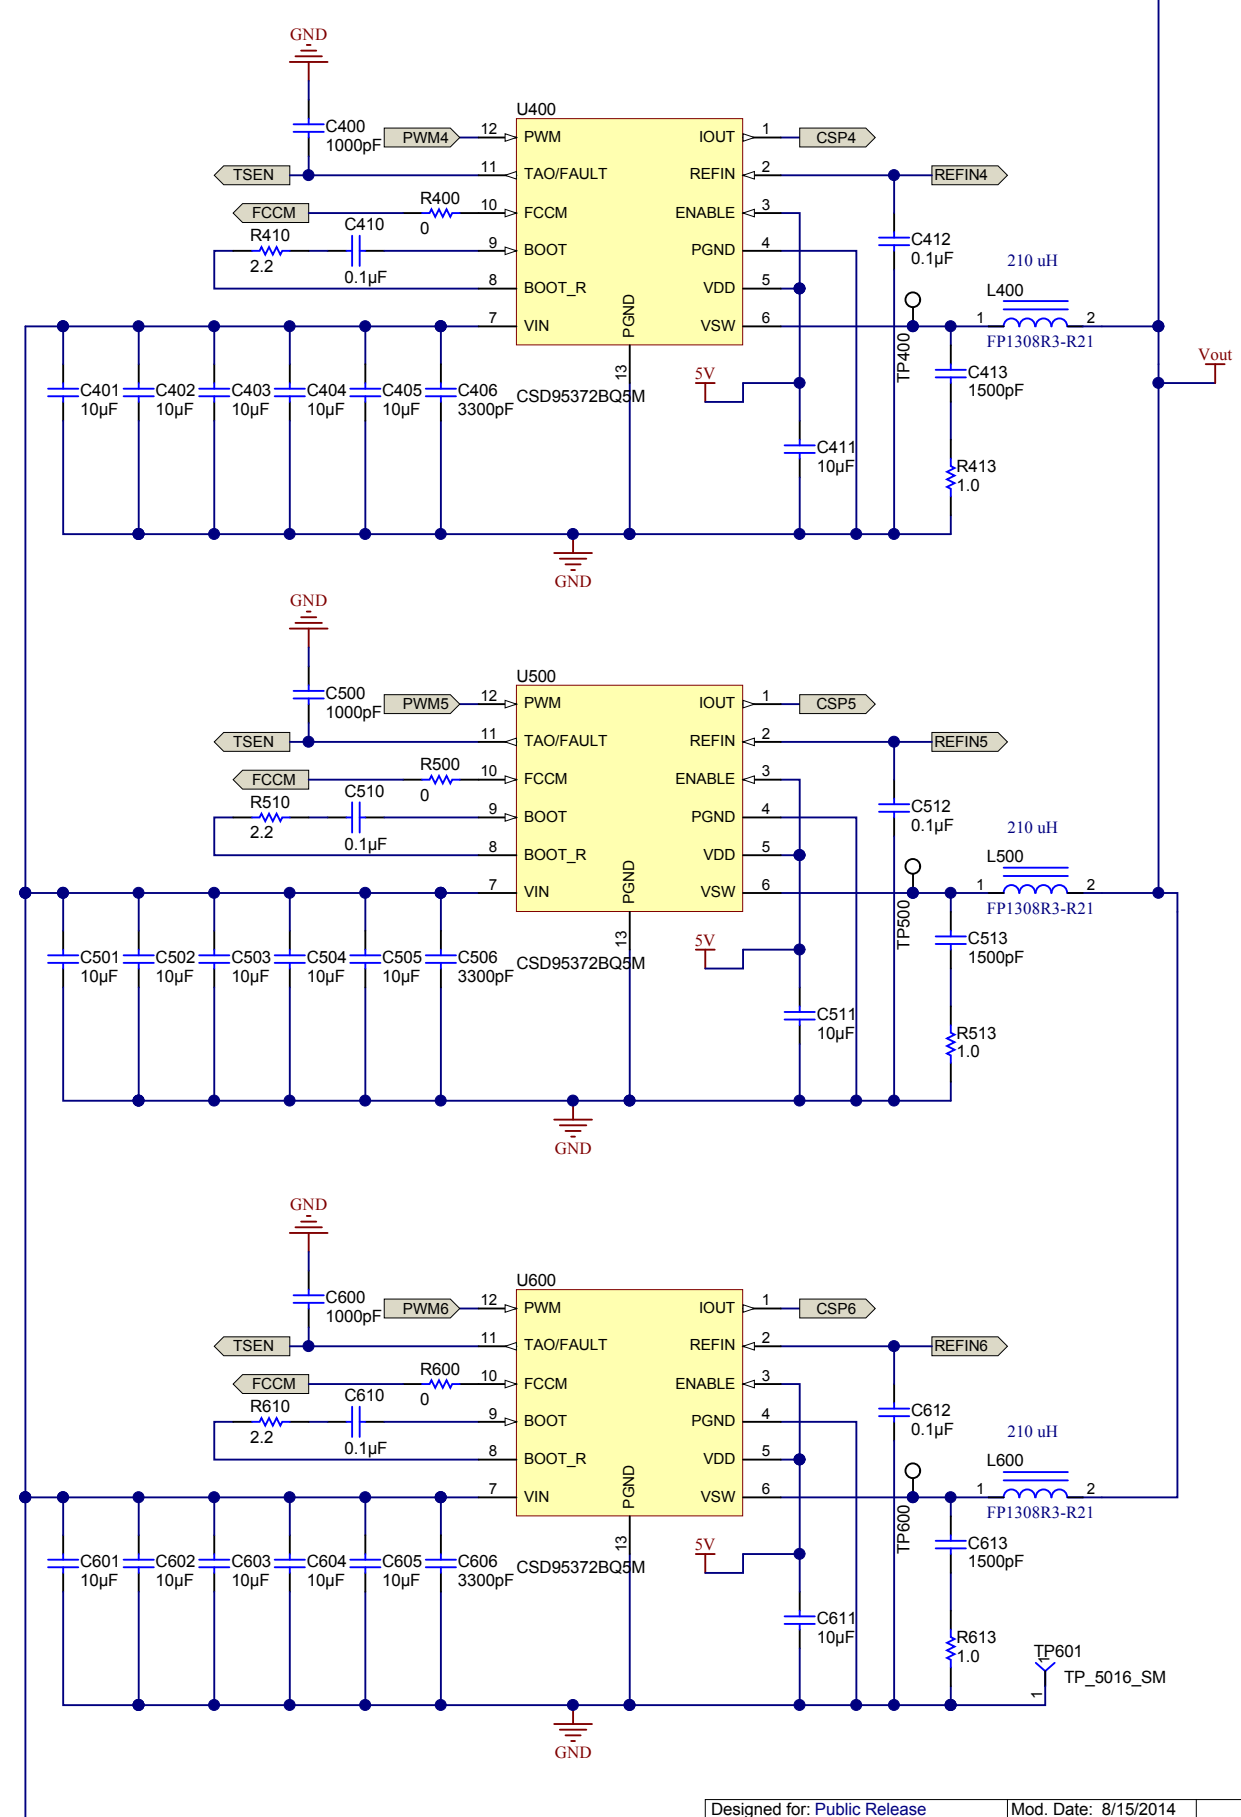 GND
U400
C400
1000pF
PWM4 12 PWM IOUT 1 CSP4
TSEN 11 TAO/FAULT REFIN 2 REFIN4
FCCM R400 10 FCCM ENABLE 3
0
R410 C410 9 BOOT PGND 4 C412
2.2 0.1µF 0.1µF 210 uH
8 BOOT_R VDD 5 L400
7 VIN PGND VSW 6 TP400 1 2
FP1308R3-R21
Vout
C401 C402 C403 C404 C405 C406 13 CSD95372BQ5M 5V C413
10µF 10µF 10µF 10µF 10µF 3300pF 1500pF
C411
10µF
R413
1.0
GND
GND
U500
C500
1000pF
PWM5 12 PWM IOUT 1 CSP5
TSEN 11 TAO/FAULT REFIN 2 REFIN5
FCCM R500 10 FCCM ENABLE 3
0
R510 C510 9 BOOT PGND 4 C512
2.2 0.1µF 0.1µF 210 uH
8 BOOT_R VDD 5 L500
7 VIN PGND VSW 6 TP500 1 2
FP1308R3-R21
C501 C502 C503 C504 C505 C506 13 CSD95372BQ5M 5V C513
10µF 10µF 10µF 10µF 10µF 3300pF 1500pF
C511
10µF
R513
1.0
GND
GND
U600
C600
1000pF
PWM6 12 PWM IOUT 1 CSP6
TSEN 11 TAO/FAULT REFIN 2 REFIN6
FCCM R600 10 FCCM ENABLE 3
0
R610 C610 9 BOOT PGND 4 C612
2.2 0.1µF 0.1µF 210 uH
8 BOOT_R VDD 5 L600
7 VIN PGND VSW 6 TP600 1 2
FP1308R3-R21
C601 C602 C603 C604 C605 C606 13 CSD95372BQ5M 5V C613
10µF 10µF 10µF 10µF 10µF 3300pF 1500pF
C611
10µF
R613
1.0
TP601
1
TP_5016_SM
1
GND
Designed for: Public Release Mod. Date: 8/15/2014